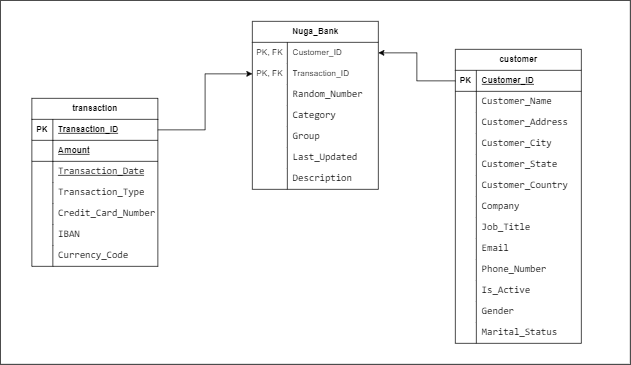 Nuga_Bank
PK, FK Customer_ID
PK, FK Transaction_ID
Random_Number
Category
Group
Last_Updated
Description
customer
PK Customer_ID
Customer_Name
Customer_Address
Customer_City
Customer_State
Customer_Country
Company
Job_Title
Email
Phone_Number
Is_Active
Gender
Marital_Status
transaction
PK Transaction_ID
Amount
Transaction_Date
Transaction_Type
Credit_Card_Number
IBAN
Currency_Code